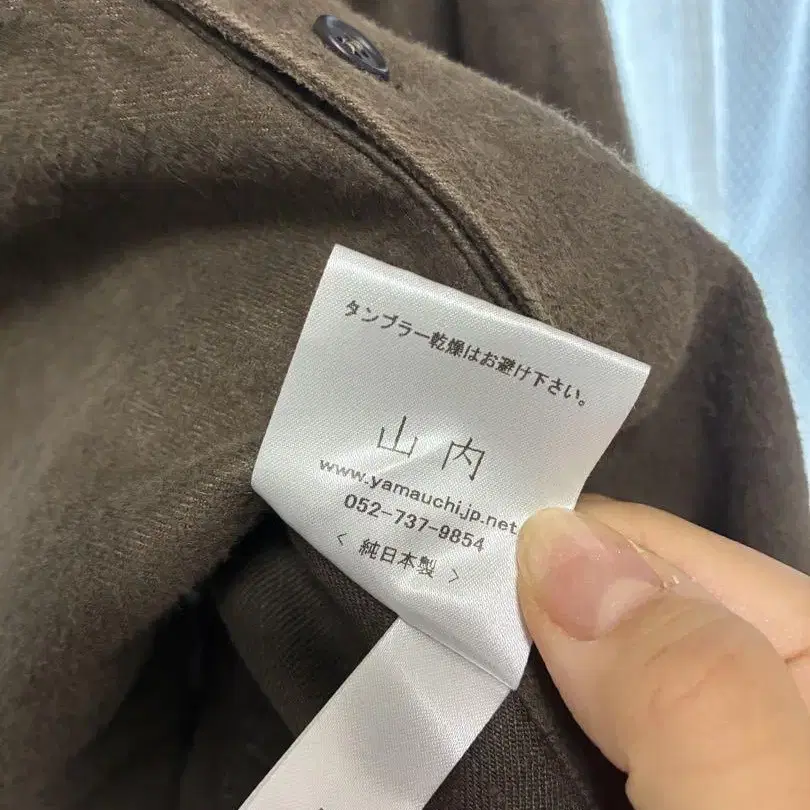 タンブラー乾燥はお避け下さい。
山内
www.yamauchi.jp.net
052-737-9854
< 純日本製 >